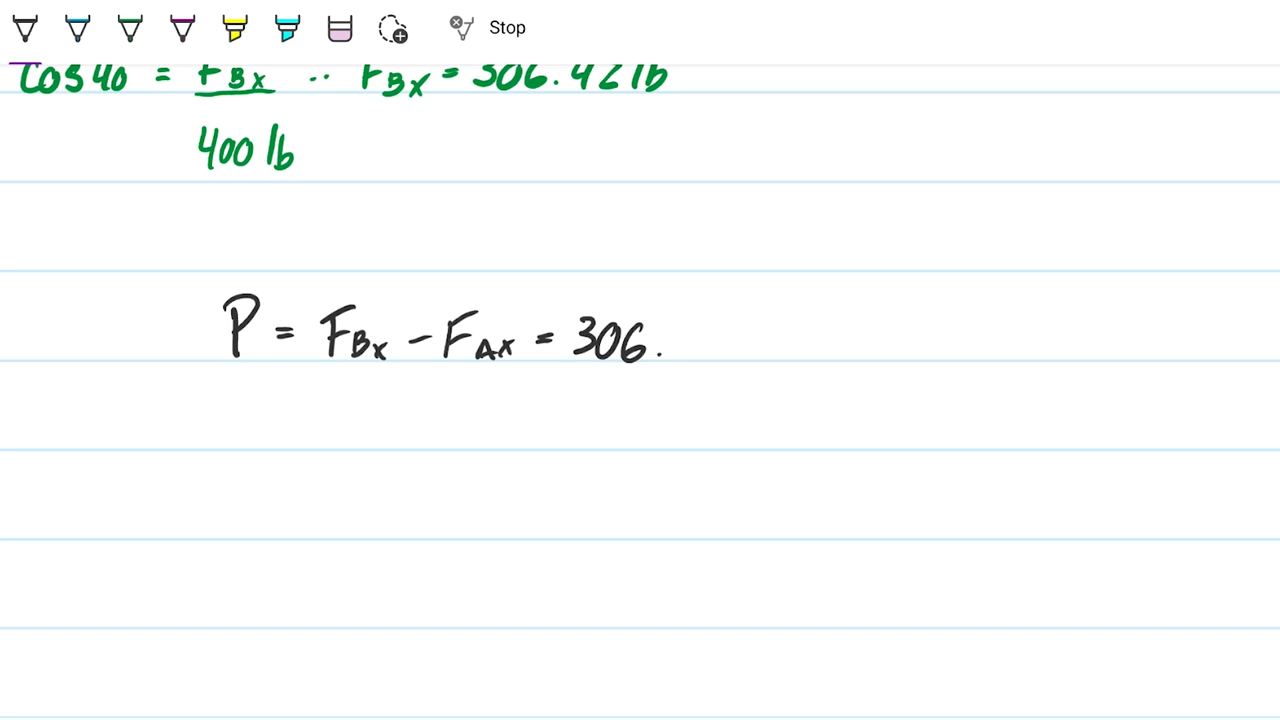 Stop
Cos 40 = FBx ∴ FBx = 306.42 lb
400 lb
P = FBx - FAx = 306.